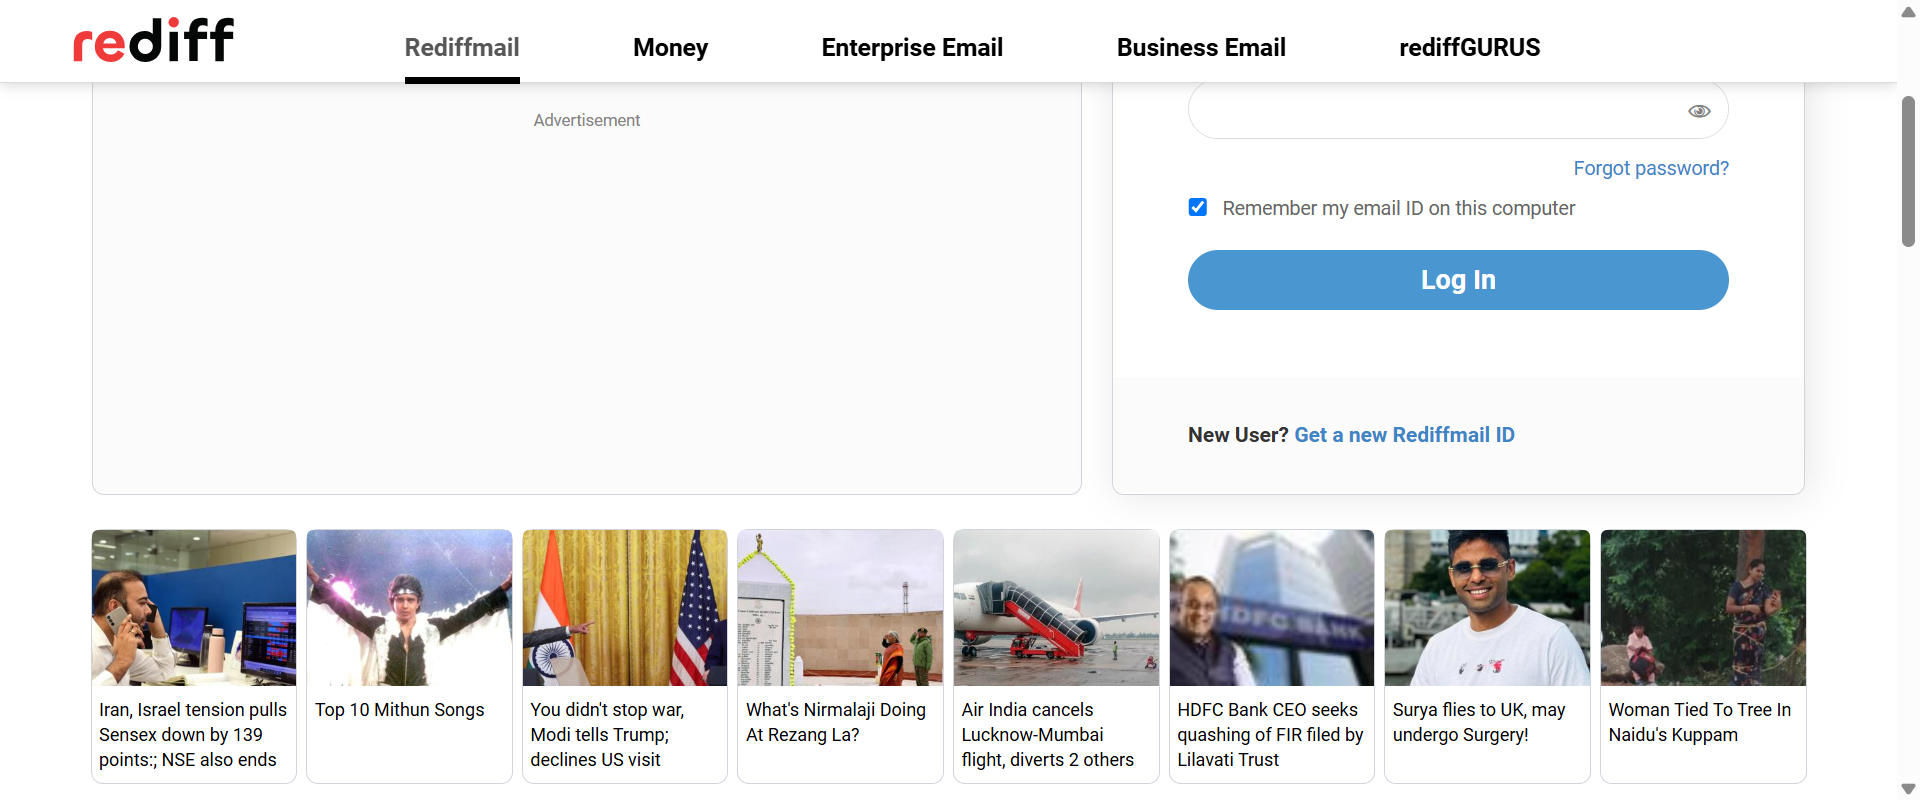 rediff
Rediffmail
Money
Enterprise Email
Business Email
rediffGURUS
Advertisement
Forgot password?
Remember my email ID on this computer
Log In
New User? Get a new Rediffmail ID
HDFC BANK
Iran, Israel tension pulls
Sensex down by 139
points:; NSE also ends
Top 10 Mithun Songs
You didn't stop war,
Modi tells Trump;
declines US visit
What's Nirmalaji Doing
At Rezang La?
Air India cancels
Lucknow-Mumbai
flight, diverts 2 others
HDFC Bank CEO seeks
quashing of FIR filed by
Lilavati Trust
Surya flies to UK, may
undergo Surgery!
Woman Tied To Tree In
Naidu's Kuppam